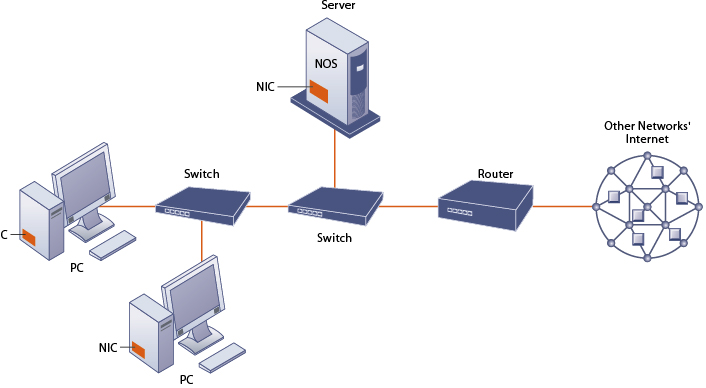 Server
NOS
NIC
Other Networks'
Internet
Switch
Router
Switch
C
PC
NIC
PC